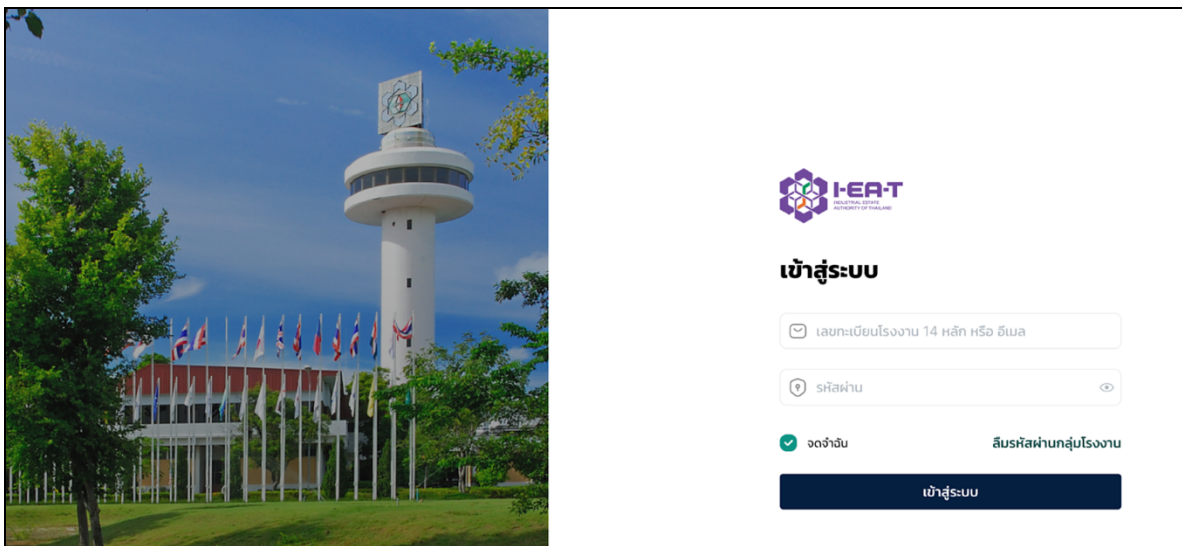 I-EA-T
INDUSTRIAL ESTATE
AUTHORITY OF THAILAND
เข้าสู่ระบบ
เลขทะเบียนโรงงาน 14 หลัก หรือ อีเมล
รหัสผ่าน
จดจำฉัน
ลืมรหัสผ่านกลุ่มโรงงาน
เข้าสู่ระบบ